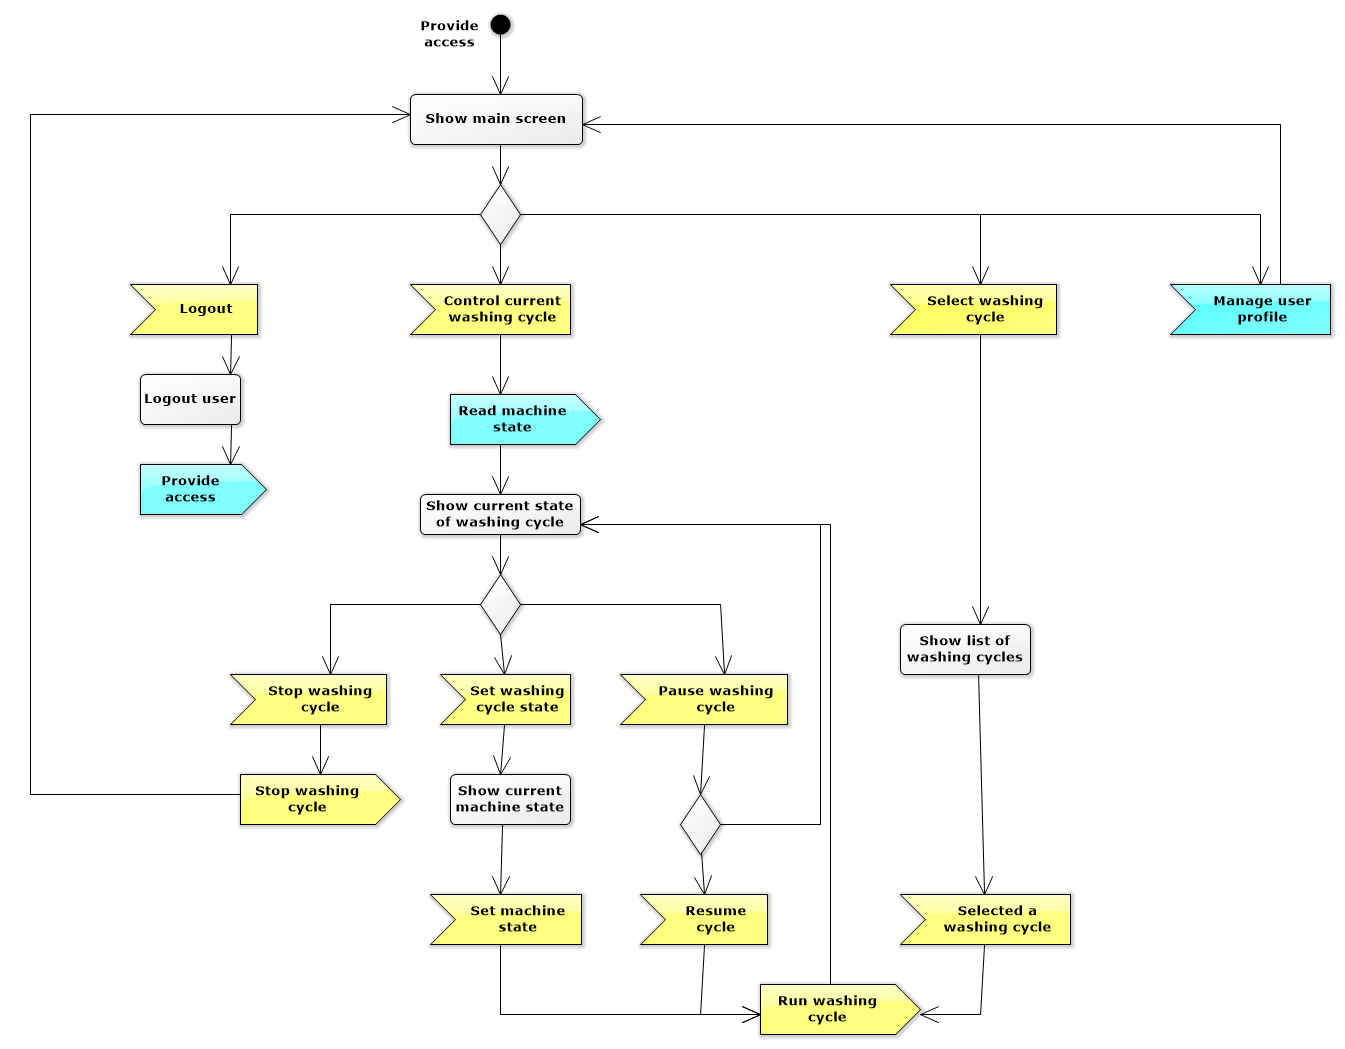 Provide
access
Show main screen
Logout
Control current
washing cycle
Select washing
cycle
Manage user
profile
Logout user
Read machine
state
Provide
access
Show current state
of washing cycle
Show list of
washing cycles
Stop washing
cycle
Set washing
cycle state
Pause washing
cycle
Stop washing
cycle
Show current
machine state
Set machine
state
Resume
cycle
Selected a
washing cycle
Run washing
cycle